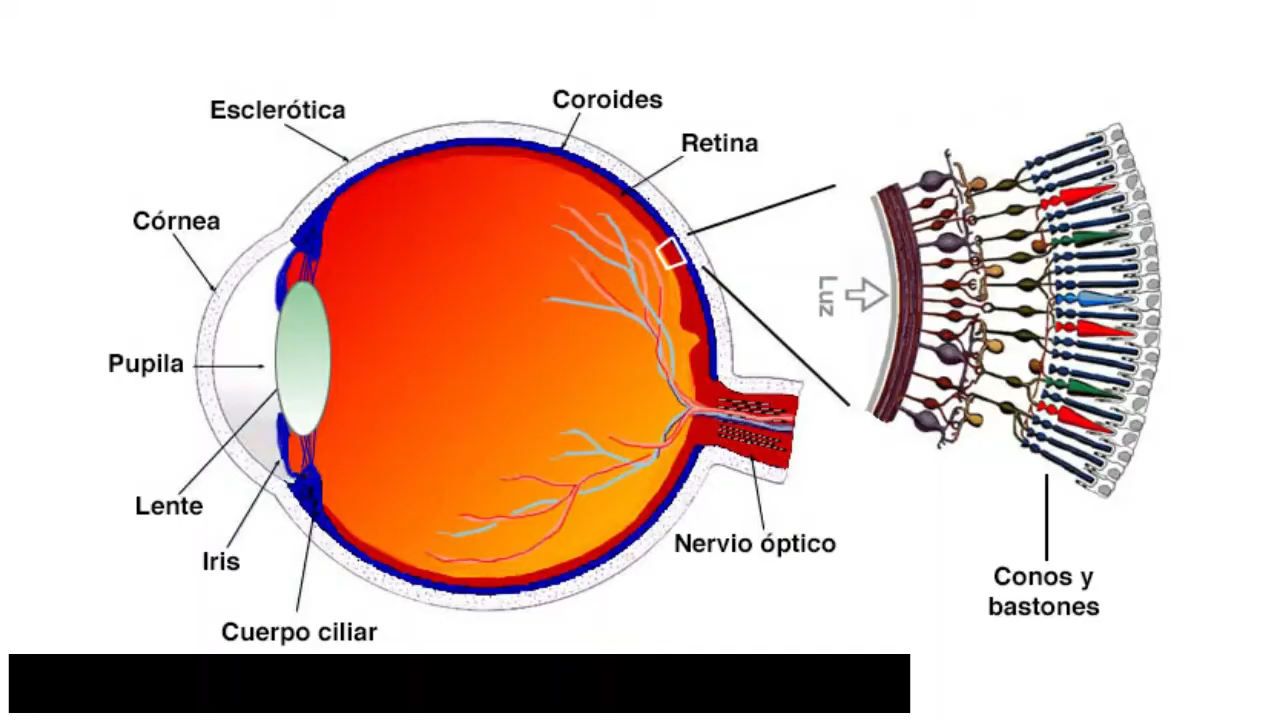 Coroides
Esclerótica
Retina
Córnea
Luz
Pupila
Lente
Nervio óptico
Iris
Conos y
bastones
Cuerpo ciliar